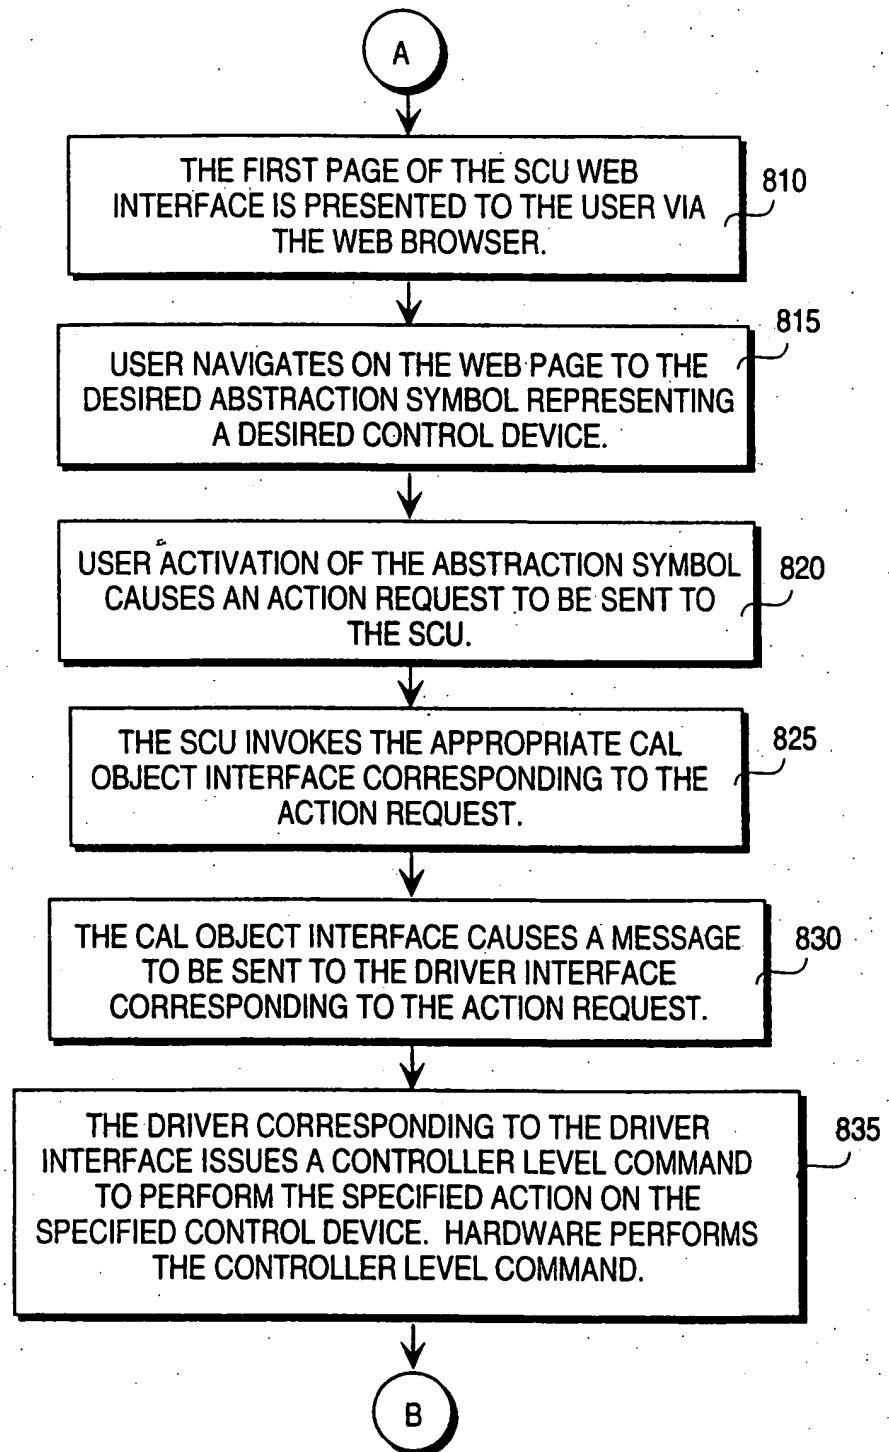 A
THE FIRST PAGE OF THE SCU WEB
INTERFACE IS PRESENTED TO THE USER VIA
THE WEB BROWSER.
810
USER NAVIGATES ON THE WEB PAGE TO THE
DESIRED ABSTRACTION SYMBOL REPRESENTING
A DESIRED CONTROL DEVICE.
815
USER ACTIVATION OF THE ABSTRACTION SYMBOL
CAUSES AN ACTION REQUEST TO BE SENT TO
THE SCU.
820
THE SCU INVOKES THE APPROPRIATE CAL
OBJECT INTERFACE CORRESPONDING TO THE
ACTION REQUEST.
825
THE CAL OBJECT INTERFACE CAUSES A MESSAGE
TO BE SENT TO THE DRIVER INTERFACE
CORRESPONDING TO THE ACTION REQUEST.
830
THE DRIVER CORRESPONDING TO THE DRIVER
INTERFACE ISSUES A CONTROLLER LEVEL COMMAND
TO PERFORM THE SPECIFIED ACTION ON THE
SPECIFIED CONTROL DEVICE. HARDWARE PERFORMS
THE CONTROLLER LEVEL COMMAND.
835
B